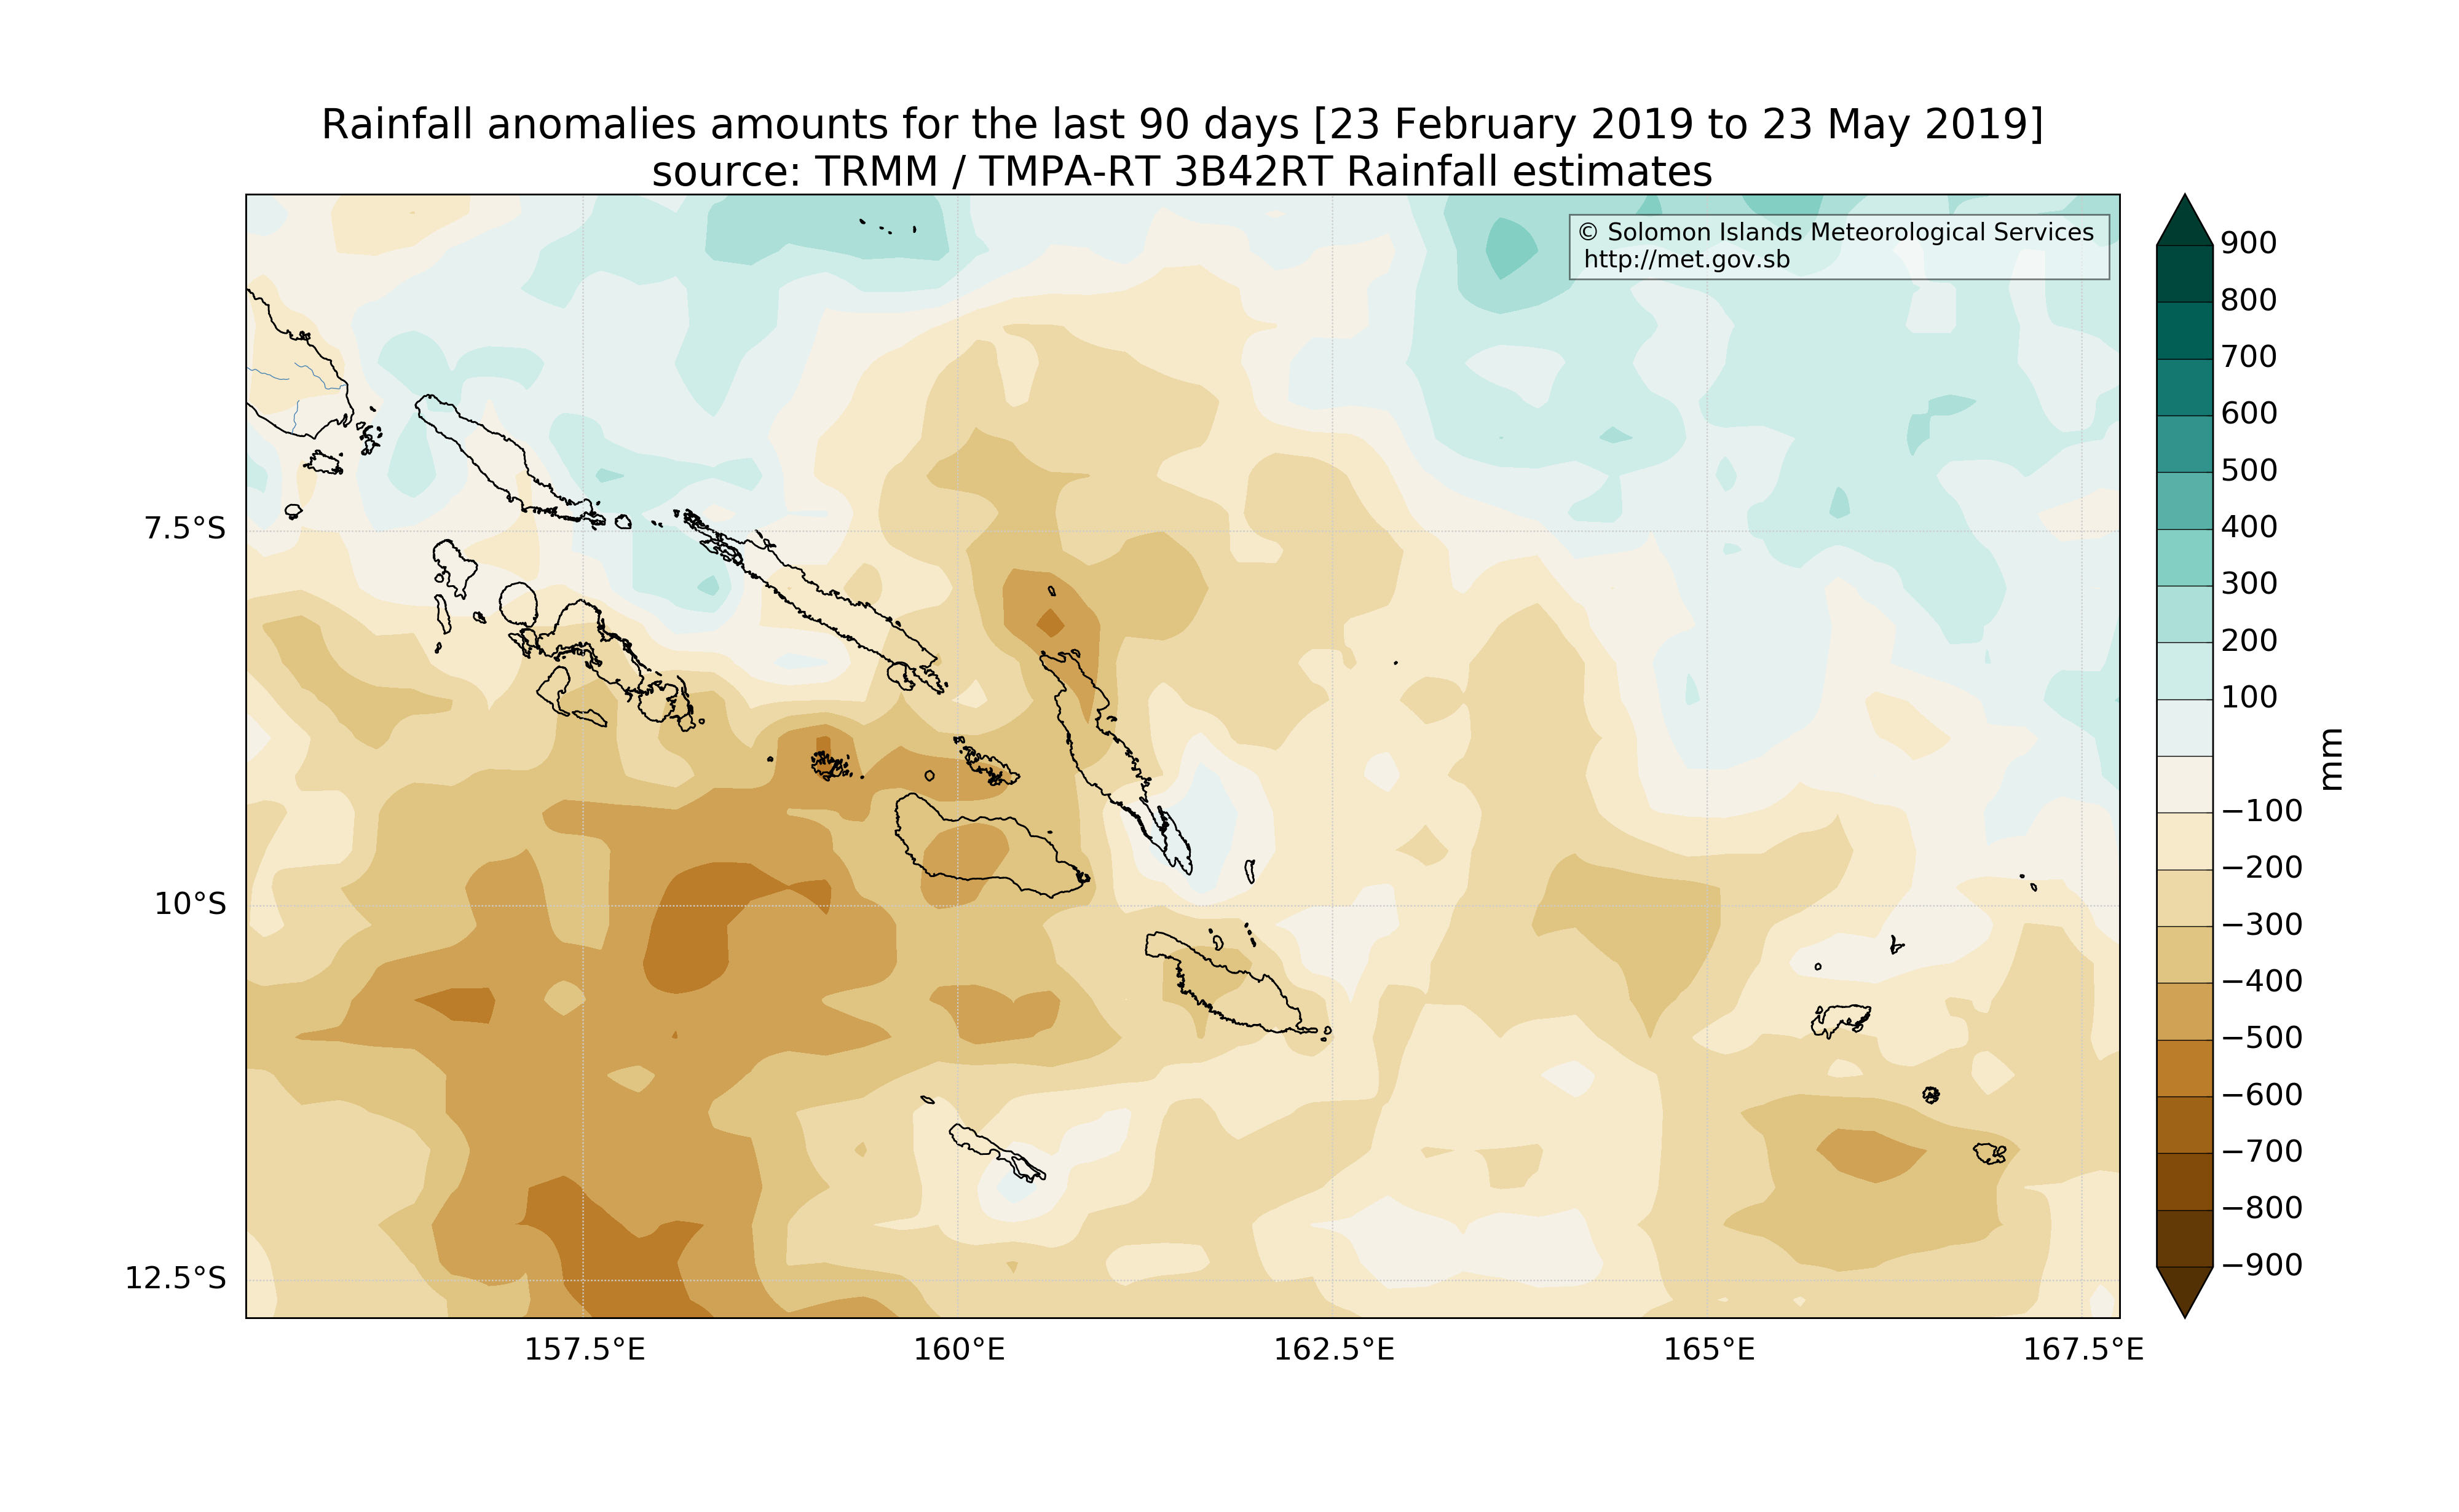 Rainfall anomalies amounts for the last 90 days [23 February 2019 to 23 May 2019]
source: TRMM / TMPA-RT 3B42RT Rainfall estimates
© Solomon Islands Meteorological Services
http://met.gov.sb
7.5°S
10°S
12.5°S
157.5°E
160°E
162.5°E
165°E
167.5°E
900
800
700
600
500
400
300
200
100
−100
−200
−300
−400
−500
−600
−700
−800
−900
mm